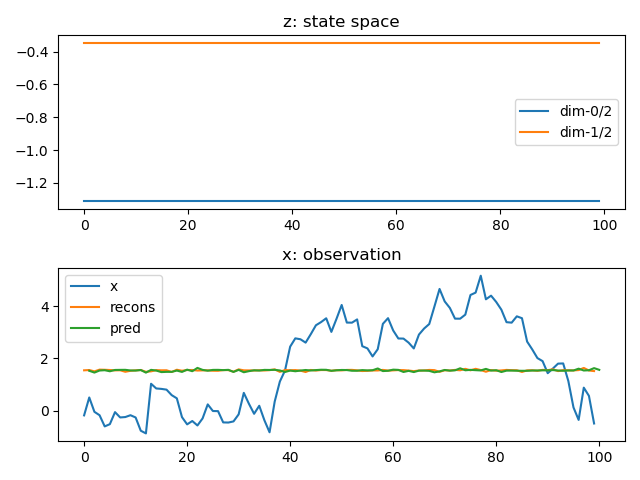 z: state space
−0.4
−0.6
−0.8
−1.0
−1.2
dim-0/2
dim-1/2
0 20 40 60 80 100
x: observation
4
2
0
x
recons
pred
0 20 40 60 80 100